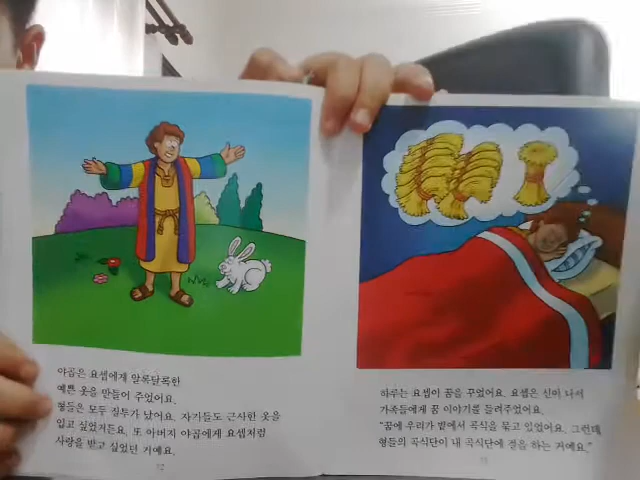 야곱은 요셉에게 알록달록한
예쁜 옷을 만들어 주었어요.
형들은 모두 질투가 났어요. 자기들도 근사한 옷을
입고 싶었거든요. 또 아버지 야곱에게 요셉처럼
사랑을 받고 싶었던 거예요.
하루는 요셉이 꿈을 꾸었어요. 요셉은 신이 나서
가족들에게 꿈 이야기를 들려주었어요.
"꿈에 우리가 밭에서 곡식을 묶고 있었어요. 그런데
형들의 곡식단이 내 곡식단에 절을 하는 거예요."